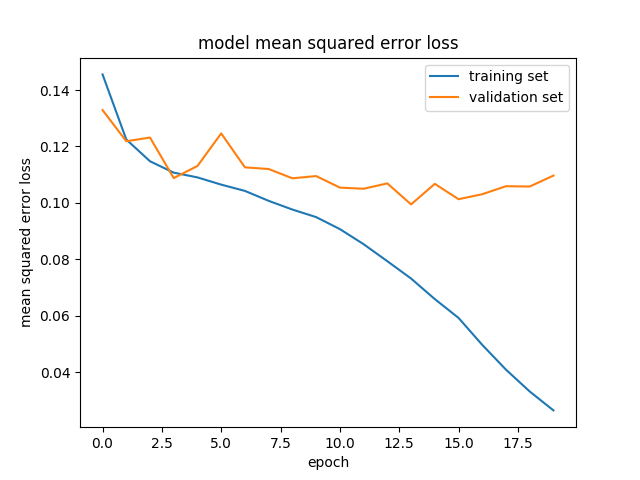 model mean squared error loss
training set
validation set
mean squared error loss
0.14
0.12
0.10
0.08
0.06
0.04
0.0 2.5 5.0 7.5 10.0 12.5 15.0 17.5
epoch